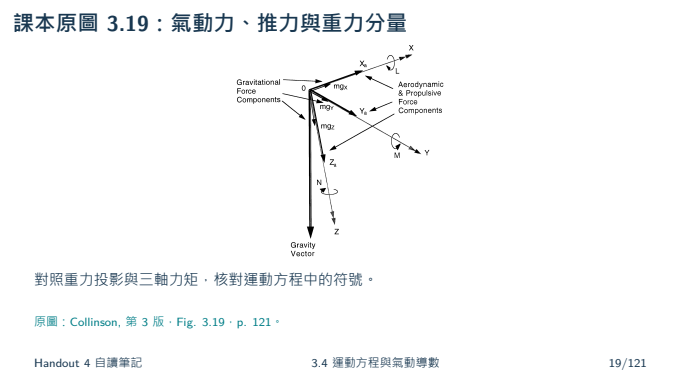 課本原圖 3.19：氣動力、推力與重力分量
X
Xa
L
Gravitational
Force
Components
0
mgX
Aerodynamic
& Propulsive
Force
Components
mgY
Ya
mgZ
M
Y
Za
N
Z
Gravity
Vector
對照重力投影與三軸力矩，核對運動方程中的符號。
原圖：Collinson, 第 3 版，Fig. 3.19，p. 121。
Handout 4 自讀筆記
3.4 運動方程與氣動導數
19/121